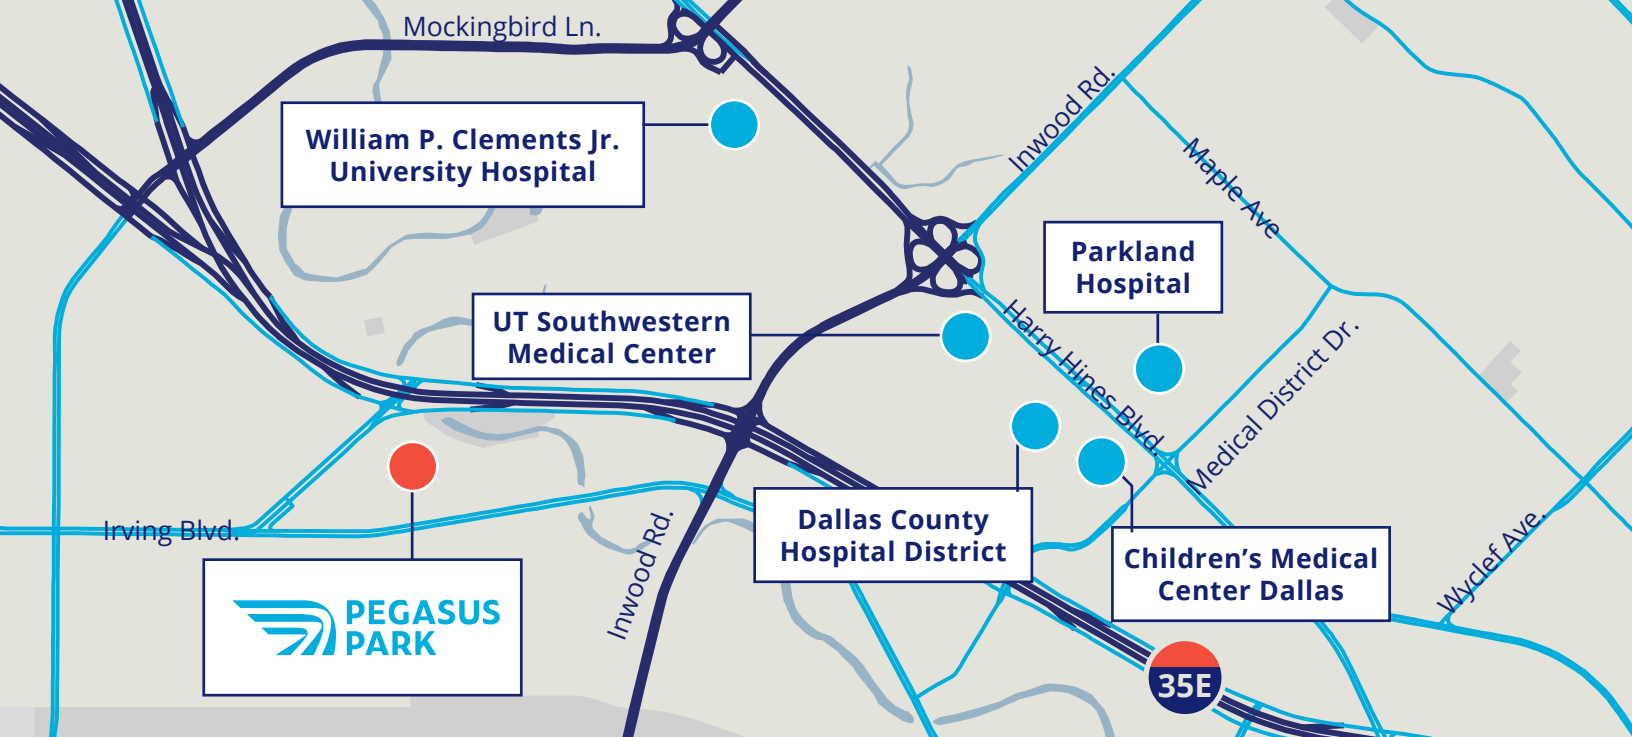 Mockingbird Ln.
William P. Clements Jr.
University Hospital
Inwood Rd.
Maple Ave
Parkland
Hospital
UT Southwestern
Medical Center
Harry Hines Blvd.
Medical District Dr.
Irving Blvd.
Inwood Rd.
Dallas County
Hospital District
Children’s Medical
Center Dallas
Wyclef Ave.
PEGASUS
PARK
35E